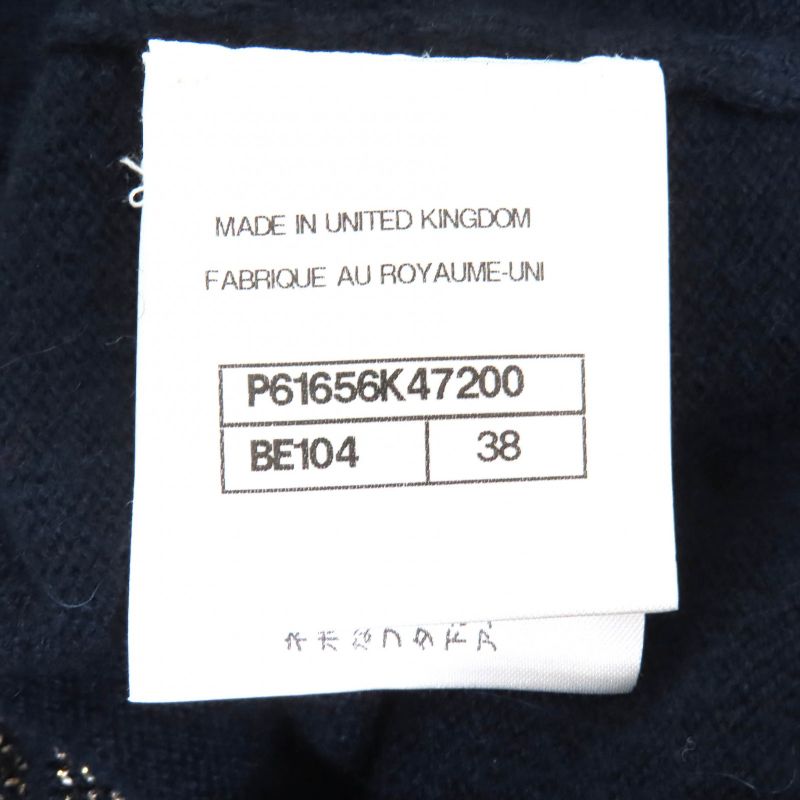 MADE IN UNITED KINGDOM
FABRIQUE AU ROYAUME-UNI
P61656K47200
BE104 38